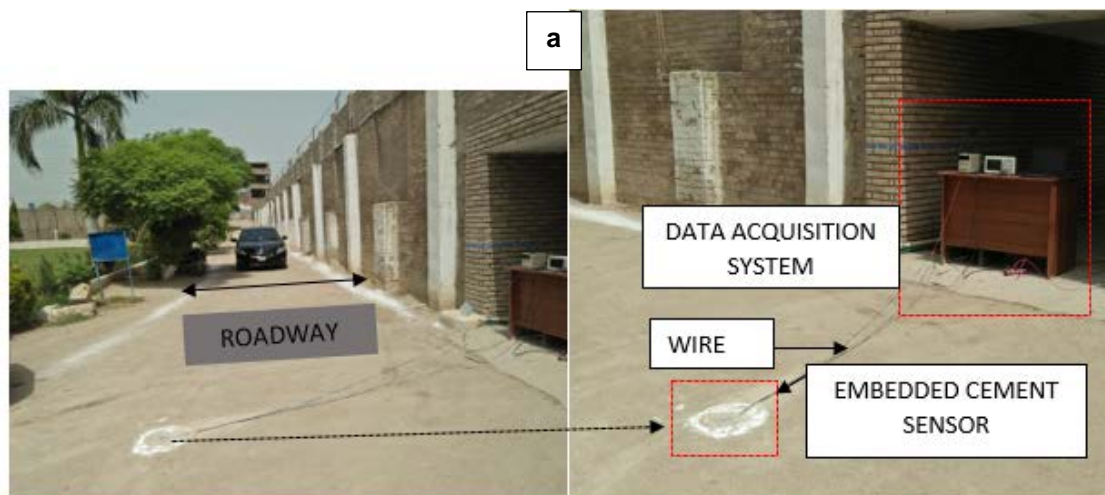 a
ROADWAY
DATA ACQUISITION
SYSTEM
WIRE
EMBEDDED CEMENT
SENSOR